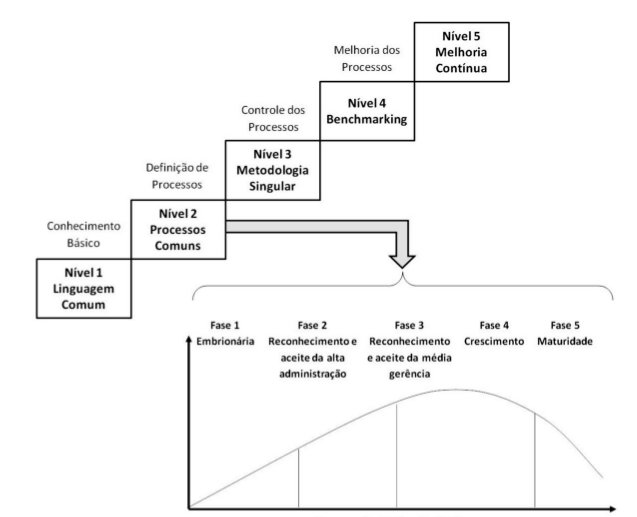 Nível 5
Melhoria
Contínua
Melhoria dos
Processos
Nível 4
Benchmarking
Controle dos
Processos
Nível 3
Metodologia
Singular
Definição de
Processos
Nível 2
Processos
Comuns
Conhecimento
Básico
Nível 1
Linguagem
Comum
Fase 1
Embrionária
Fase 2
Reconhecimento e
aceite da alta
administração
Fase 3
Reconhecimento
e aceite da média
gerência
Fase 4
Crescimento
Fase 5
Maturidade